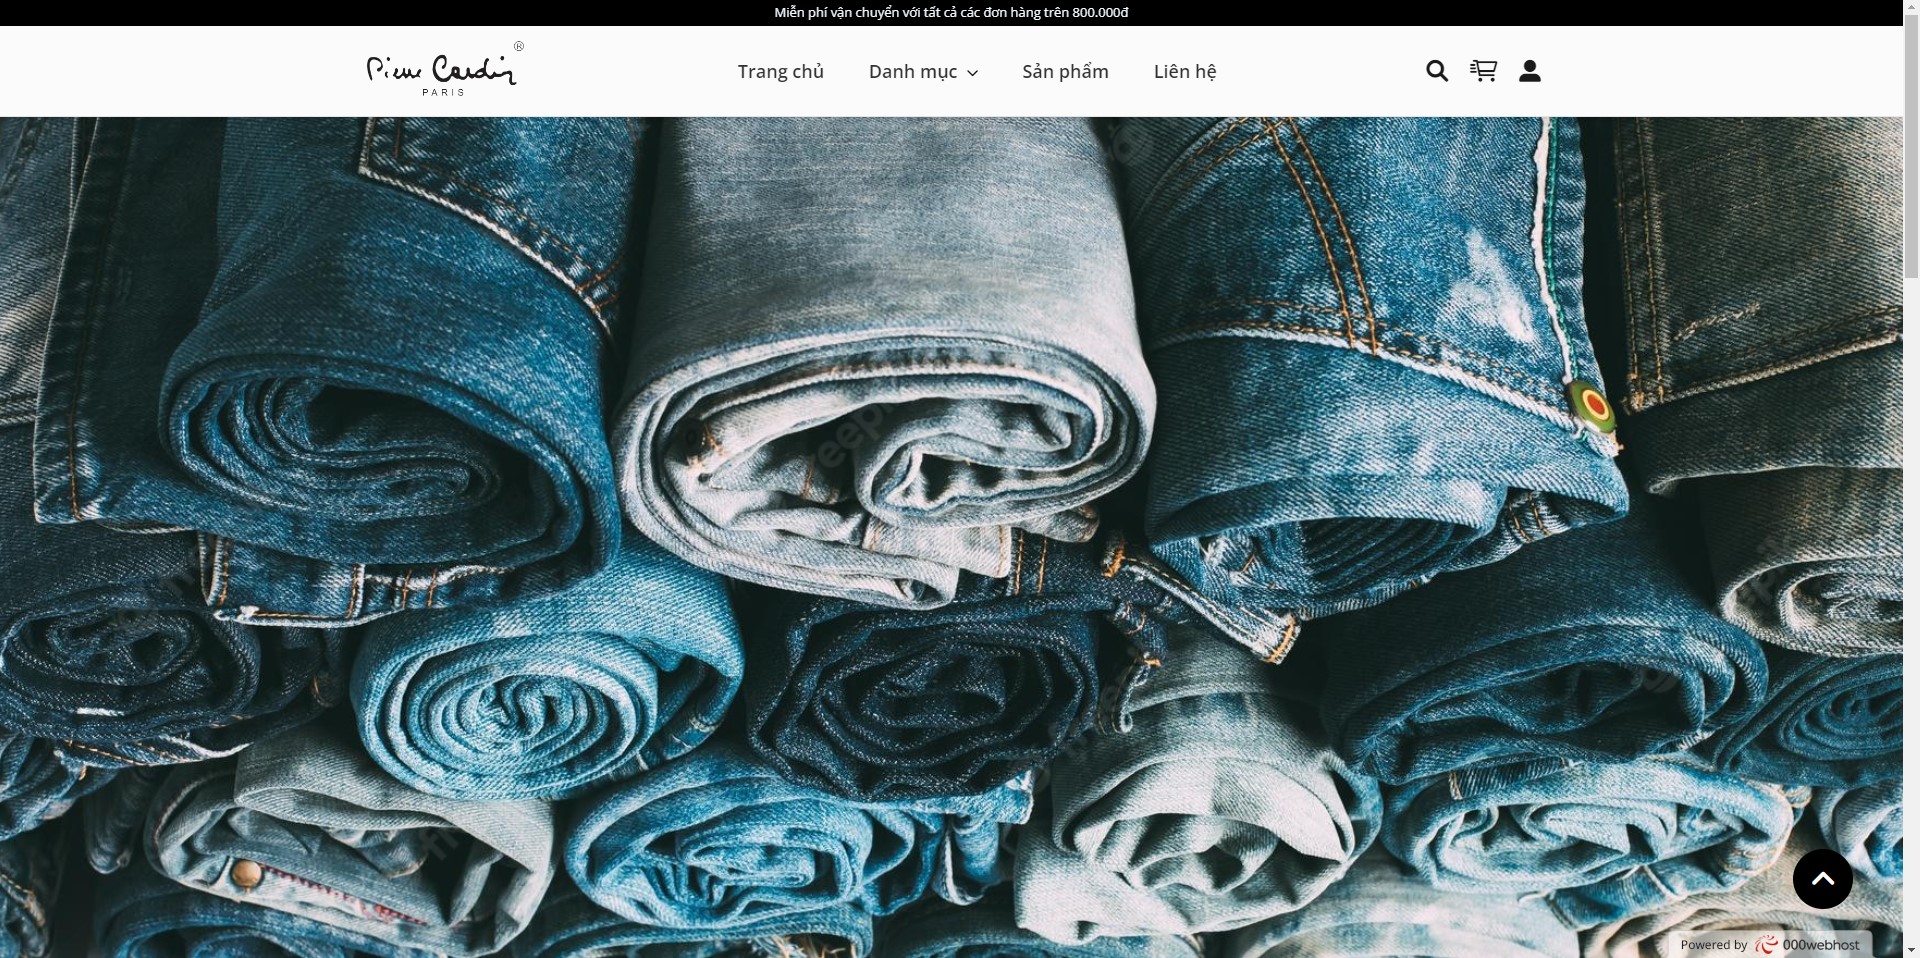 Miễn phí vận chuyển với tất cả các đơn hàng trên 800.000đ
Pierre Cardin ®
PARIS
Trang chủ
Danh mục
Sản phẩm
Liên hệ
Powered by 000webhost